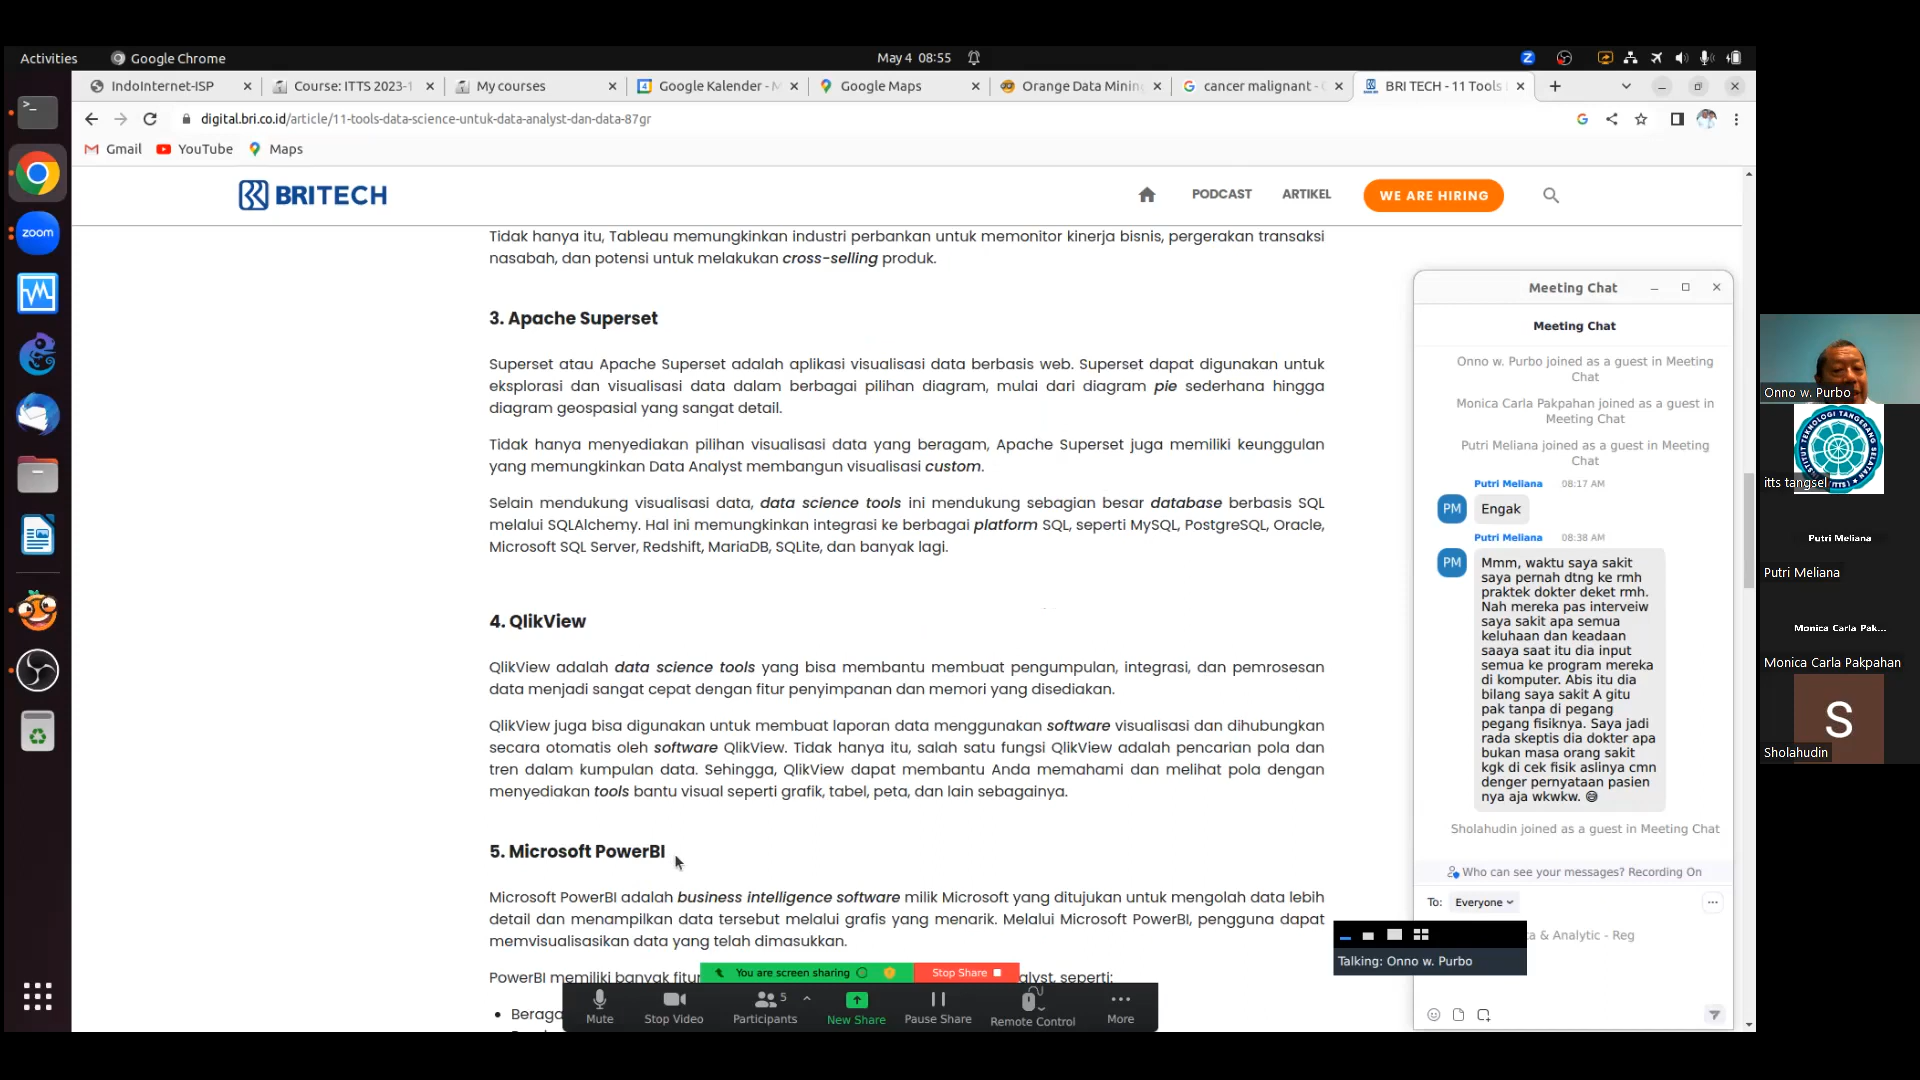 Activities
Google Chrome
May 4 08:55
IndoInternet-ISP
Course: ITTS 2023-1
My courses
Google Kalender - M
Google Maps
Orange Data Mining
cancer malignant - G
BRI TECH - 11 Tools
digital.bri.co.id/article/11-tools-data-science-untuk-data-analyst-dan-data-87gr
Gmail
YouTube
Maps
BRITECH
PODCAST
ARTIKEL
WE ARE HIRING
Tidak hanya itu, Tableau memungkinkan industri perbankan untuk memonitor kinerja bisnis, pergerakan transaksi
nasabah, dan potensi untuk melakukan cross-selling produk.
3. Apache Superset
Superset atau Apache Superset adalah aplikasi visualisasi data berbasis web. Superset dapat digunakan untuk
eksplorasi dan visualisasi data dalam berbagai pilihan diagram, mulai dari diagram pie sederhana hingga
diagram geospasial yang sangat detail.
Tidak hanya menyediakan pilihan visualisasi data yang beragam, Apache Superset juga memiliki keunggulan
yang memungkinkan Data Analyst membangun visualisasi custom.
Selain mendukung visualisasi data, data science tools ini mendukung sebagian besar database berbasis SQL
melalui SQLAlchemy. Hal ini memungkinkan integrasi ke berbagai platform SQL, seperti MySQL, PostgreSQL, Oracle,
Microsoft SQL Server, Redshift, MariaDB, SQLite, dan banyak lagi.
4. QlikView
QlikView adalah data science tools yang bisa membantu membuat pengumpulan, integrasi, dan pemrosesan
data menjadi sangat cepat dengan fitur penyimpanan dan memori yang disediakan.
QlikView juga bisa digunakan untuk membuat laporan data menggunakan software visualisasi dan dihubungkan
secara otomatis oleh software QlikView. Tidak hanya itu, salah satu fungsi QlikView adalah pencarian pola dan
tren dalam kumpulan data. Sehingga, QlikView dapat membantu Anda memahami dan melihat pola dengan
menyediakan tools bantu visual seperti grafik, tabel, peta, dan lain sebagainya.
5. Microsoft PowerBI
Microsoft PowerBI adalah business intelligence software milik Microsoft yang ditujukan untuk mengolah data lebih
detail dan menampilkan data tersebut melalui grafis yang menarik. Melalui Microsoft PowerBI, pengguna dapat
memvisualisasikan data yang telah dimasukkan.
PowerBI memiliki banyak fitur
alyst, seperti:
• Beraga
You are screen sharing
Stop Share
Mute
Stop Video
Participants
5
New Share
Pause Share
Remote Control
More
zoom
Meeting Chat
Meeting Chat
Onno w. Purbo joined as a guest in Meeting
Chat
Monica Carla Pakpahan joined as a guest in
Meeting Chat
Putri Meliana joined as a guest in Meeting
Chat
Putri Meliana 08:17 AM
PM
Engak
Putri Meliana 08:38 AM
PM
Mmm, waktu saya sakit
saya pernah dtng ke rmh
praktek dokter deket rmh.
Nah mereka pas interveiw
saya sakit apa semua
keluhaan dan keadaan
saaya saat itu dia input
semua ke program mereka
di komputer. Abis itu dia
bilang saya sakit A gitu
pak tanpa di pegang
pegang fisiknya. Saya jadi
rada skeptis dia dokter apa
bukan masa orang sakit
kgk di cek fisik aslinya cmn
denger pernyataan pasien
nya aja wkwkw. 😅
Sholahudin joined as a guest in Meeting Chat
Who can see your messages? Recording On
To: Everyone
a & Analytic - Reg
Talking: Onno w. Purbo
Onno w. Purbo
INSTITUT TEKNOLOGI TANGERANG SELATAN
(ITTS)
itts tangsel
Putri Meliana
Putri Meliana
Monica Carla Pak...
Monica Carla Pakpahan
S
Sholahudin